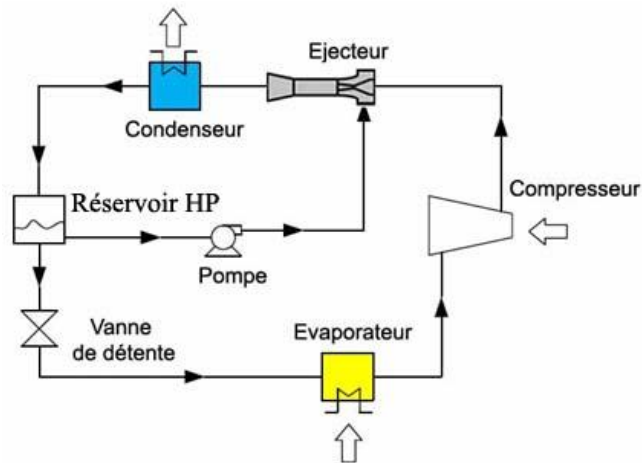 Ejecteur
Condenseur
Compresseur
Réservoir HP
Pompe
Vanne
de détente
Evaporateur